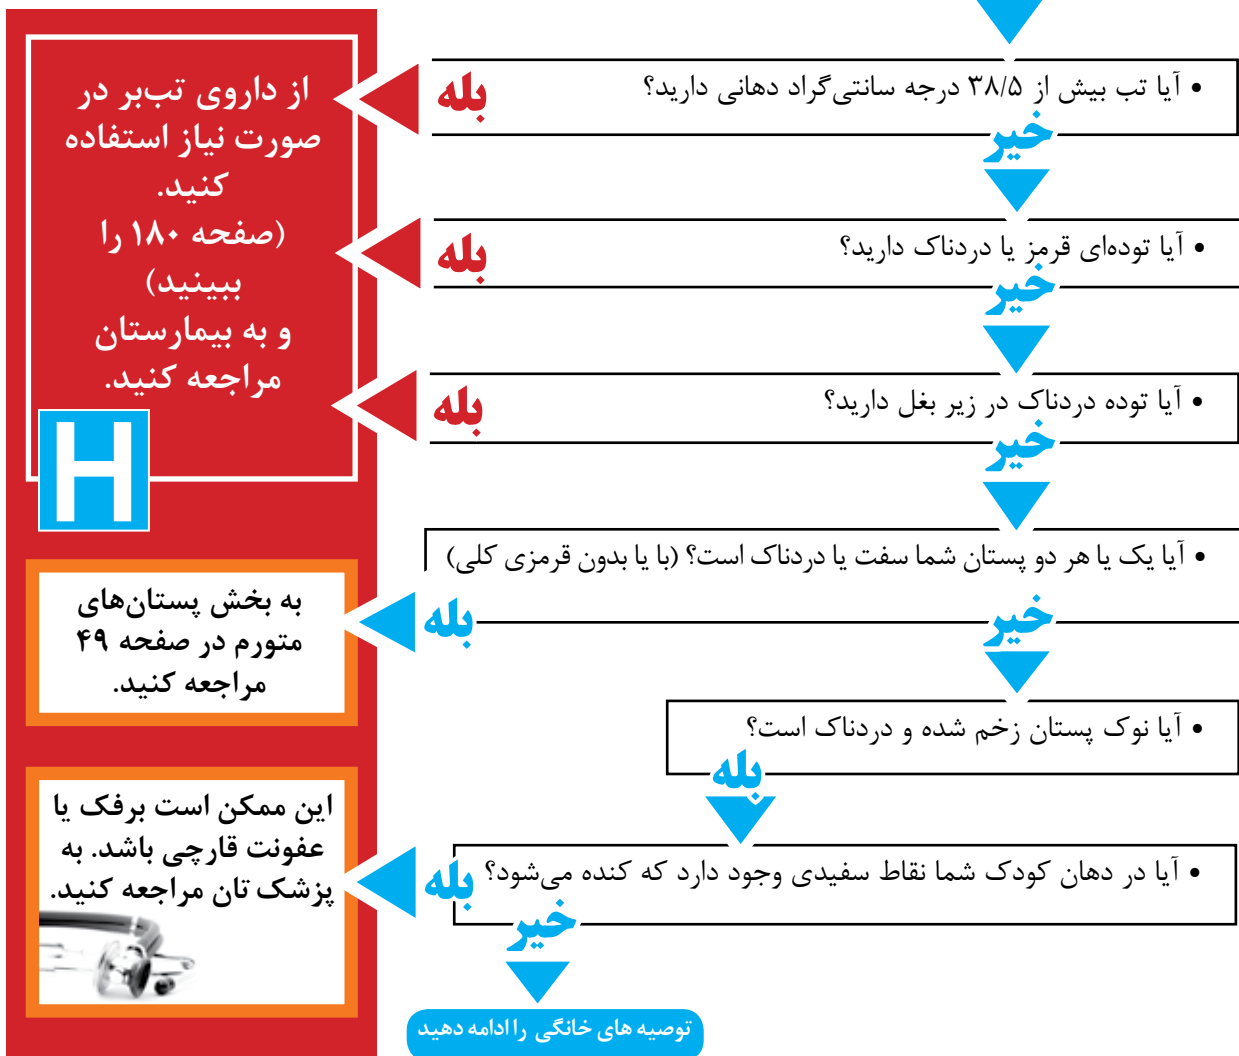 • آیا تب بیش از ۳۸/۵ درجه سانتی‌گراد دهانی دارید؟
بله
خیر
از داروی تب‌بر در
صورت نیاز استفاده
کنید.
(صفحه ۱۸۰ را
ببینید)
و به بیمارستان
مراجعه کنید.
H
• آیا توده‌ای قرمز یا دردناک دارید؟
بله
خیر
• آیا توده دردناک در زیر بغل دارید؟
بله
خیر
• آیا یک یا هر دو پستان شما سفت یا دردناک است؟ (با یا بدون قرمزی کلی)
بله
خیر
به بخش پستان‌های
متورم در صفحه ۴۹
مراجعه کنید.
• آیا نوک پستان زخم شده و دردناک است؟
بله
• آیا در دهان کودک شما نقاط سفیدی وجود دارد که کنده می‌شود؟
بله
خیر
این ممکن است برفک یا
عفونت قارچی باشد. به
پزشک تان مراجعه کنید.
توصیه های خانگی را ادامه دهید